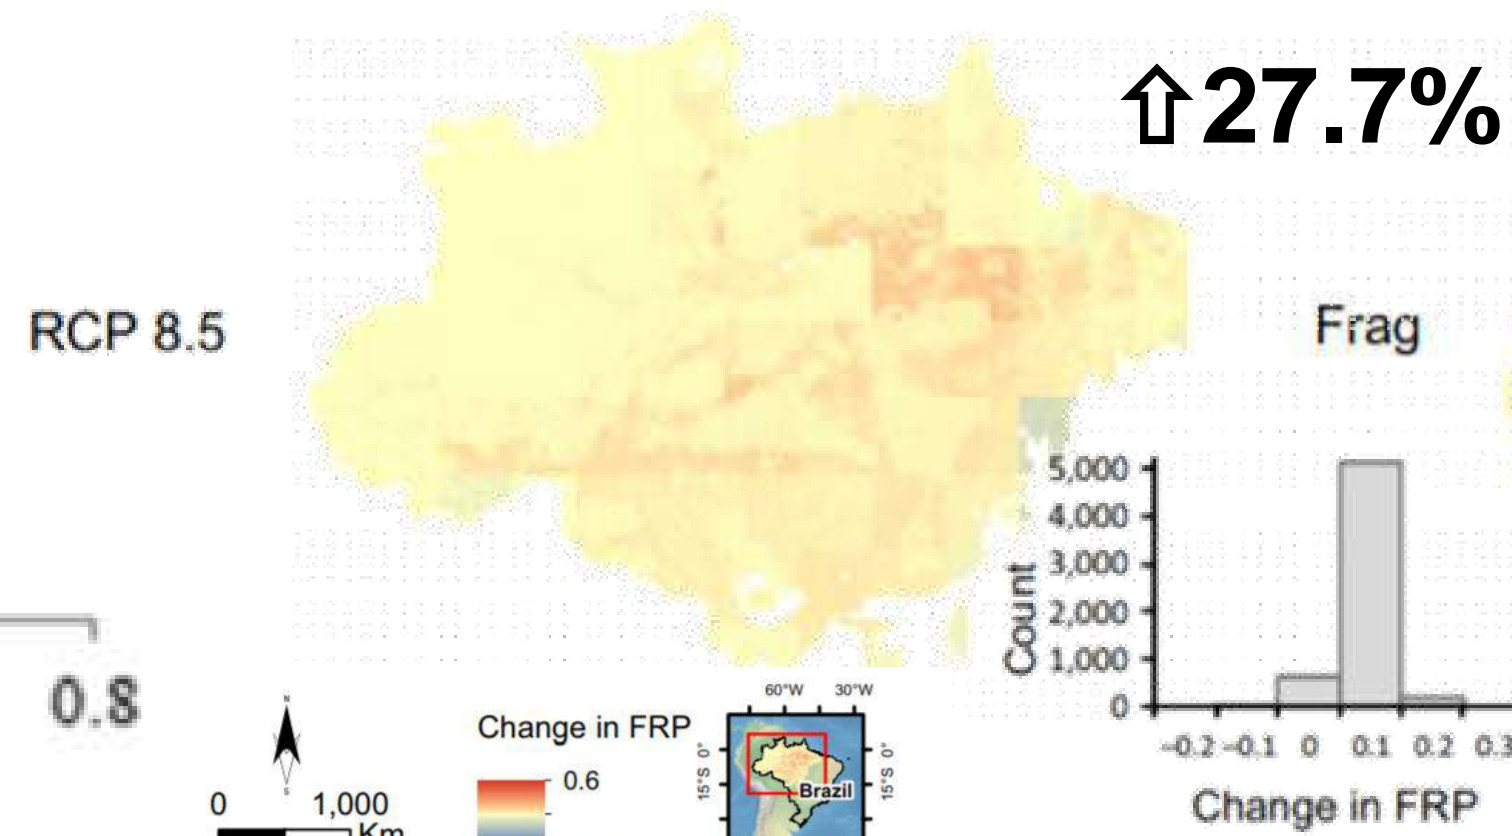 ⇧27.7%
RCP 8.5
Frag
5,000
4,000
3,000
2,000
1,000
0
Count
-0.2 -0.1 0 0.1 0.2 0.3
Change in FRP
0.8
N
S
0 1,000
Km
Change in FRP
0.6
60°W 30°W
0°
15°S
0°
15°S
Brazil